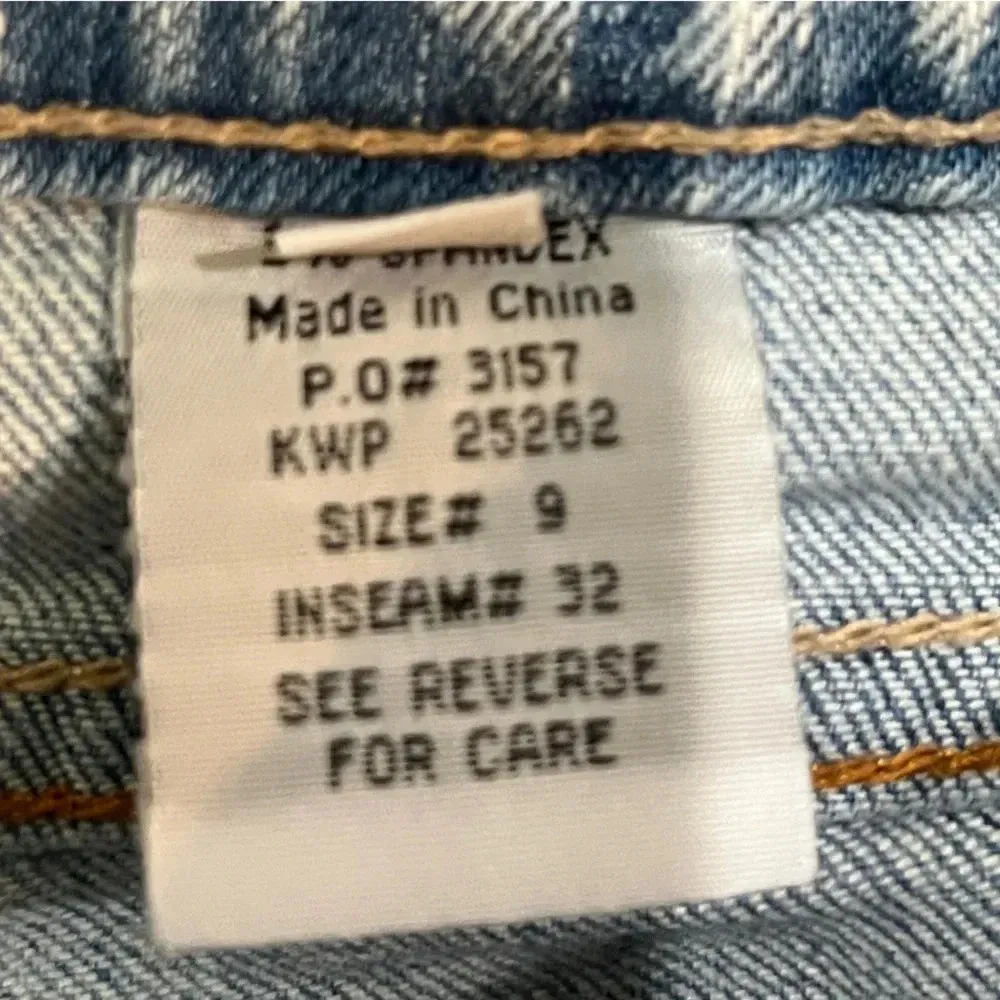 % SPANDEX
Made in China
P.O# 3157
KWP 25262
SIZE# 9
INSEAM# 32
SEE REVERSE
FOR CARE